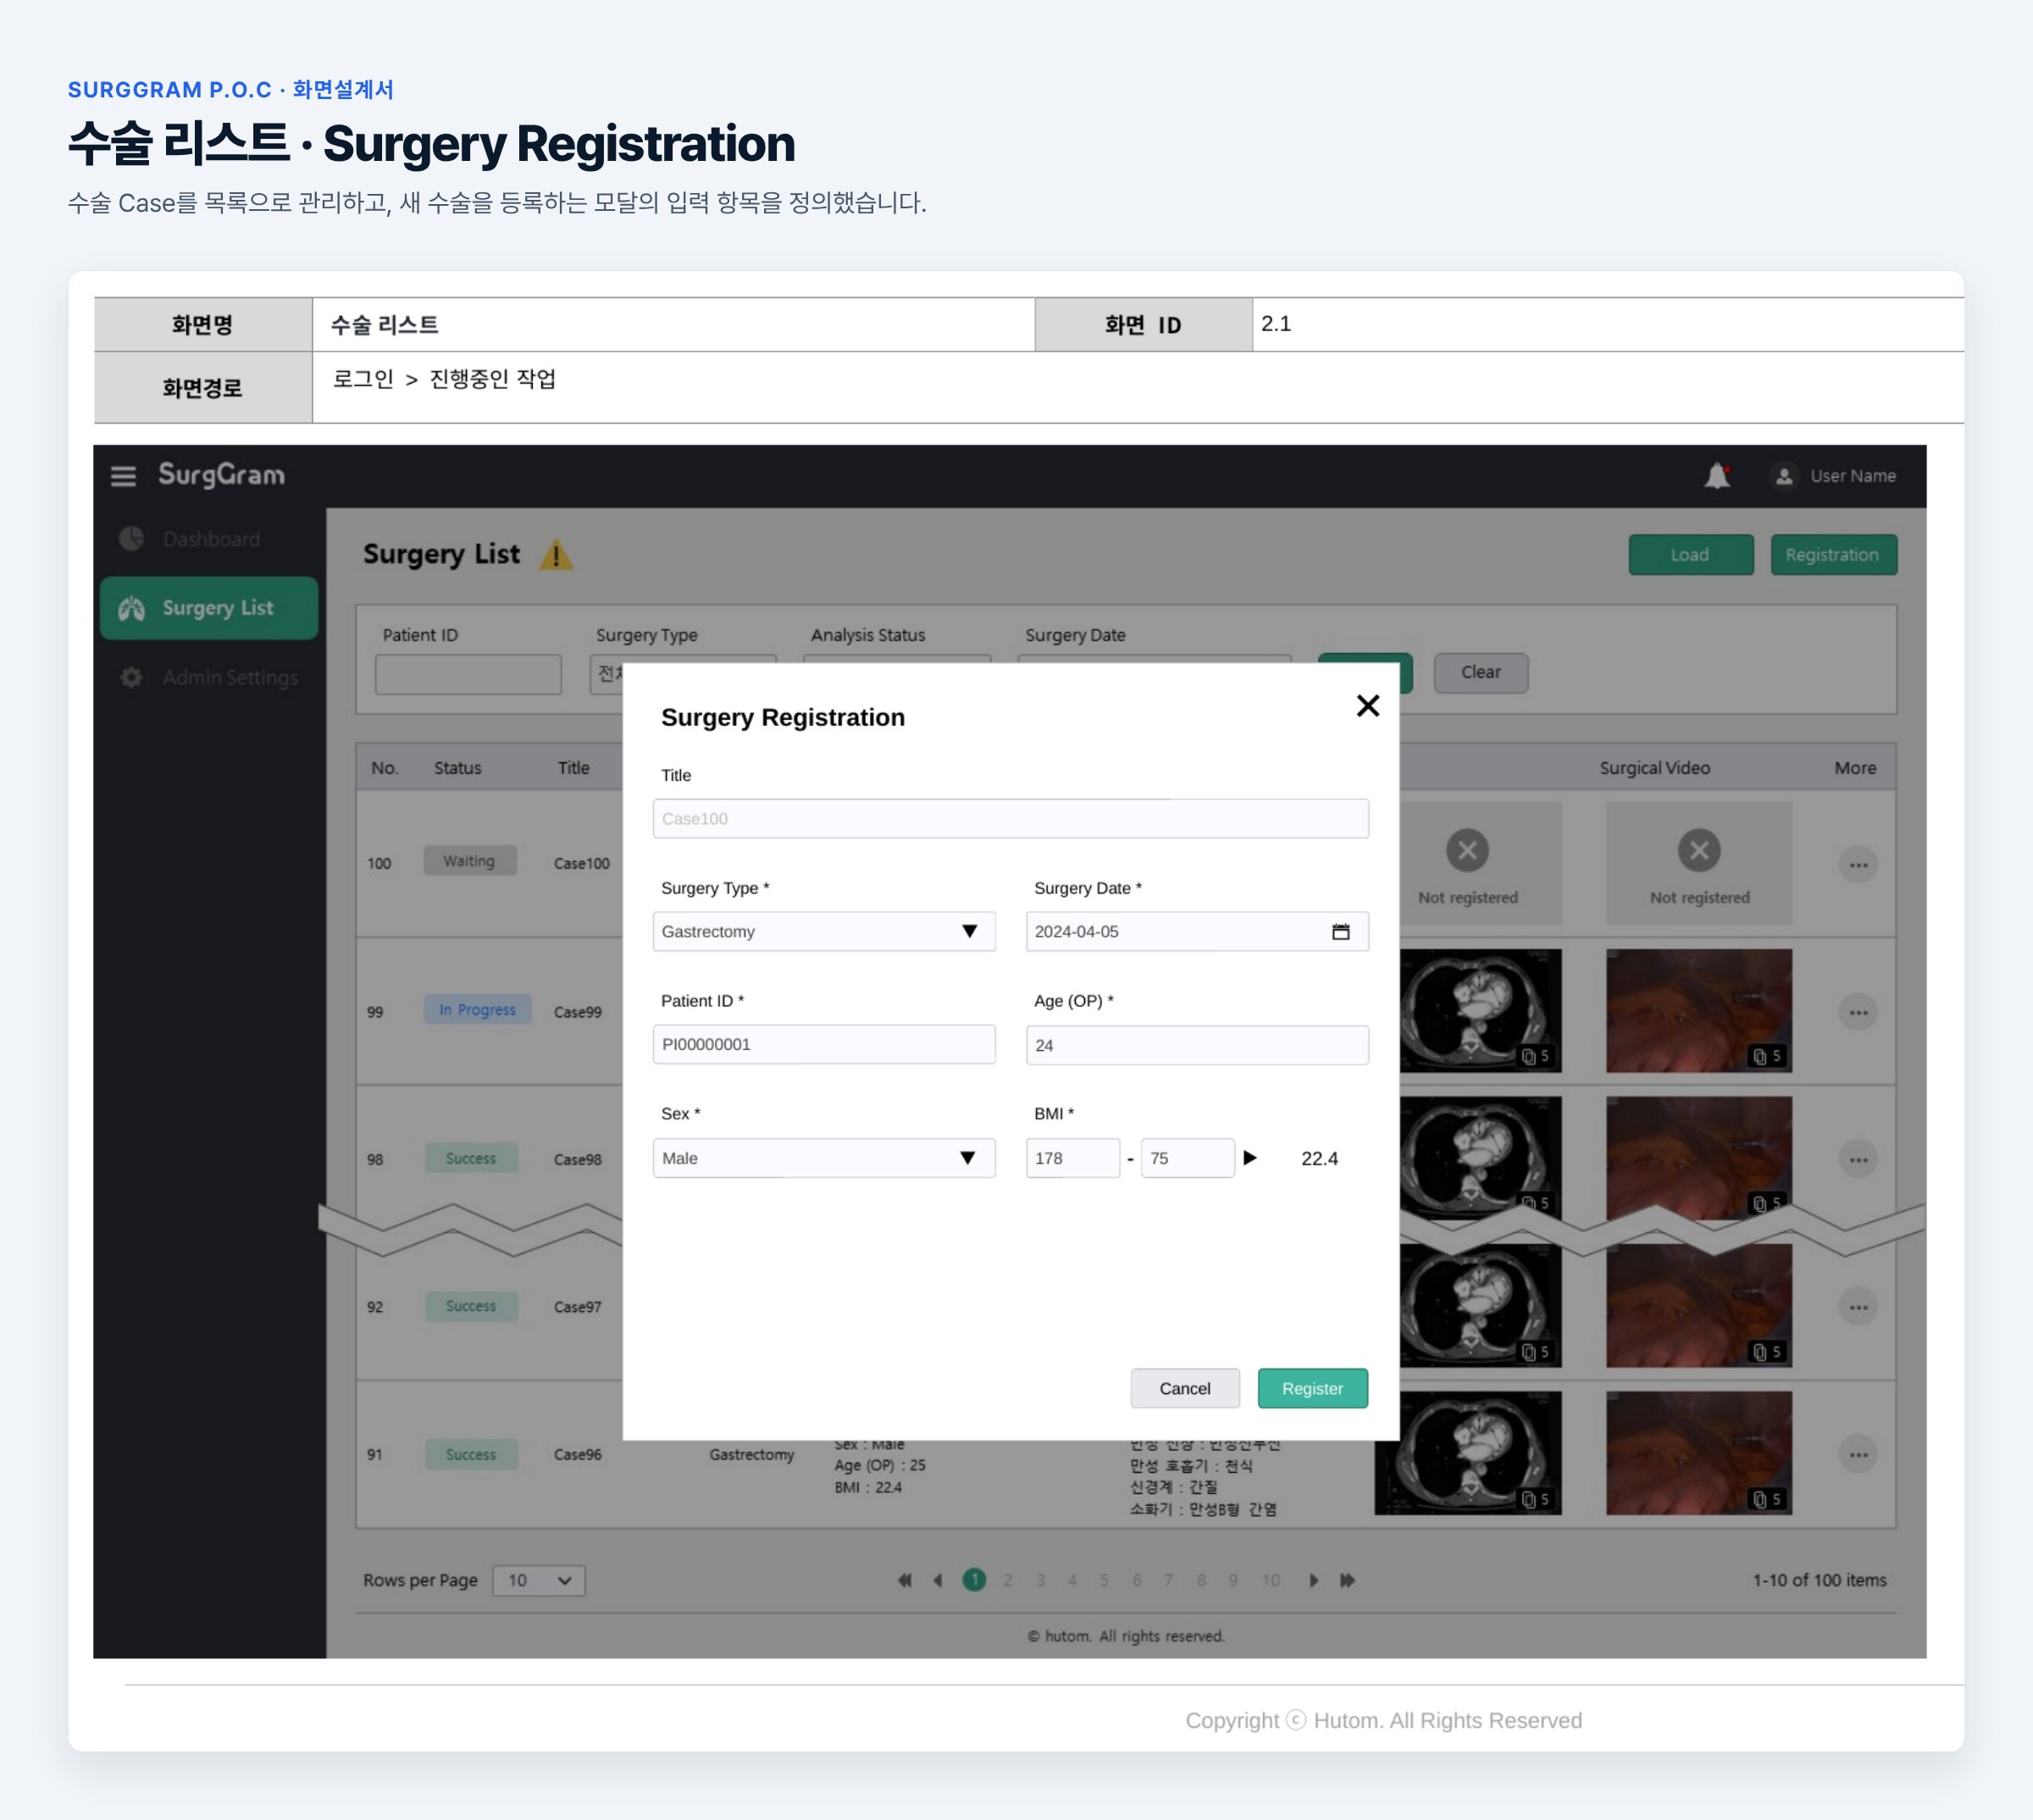 SURGGRAM P.O.C · 화면설계서
수술 리스트 · Surgery Registration
수술 Case를 목록으로 관리하고, 새 수술을 등록하는 모달의 입력 항목을 정의했습니다.
화면명 수술 리스트 화면 ID 2.1
화면경로 로그인 > 진행중인 작업
SurgGram User Name
Dashboard
Surgery List
Admin Settings
Surgery List Load Registration
Patient ID Surgery Type Analysis Status Surgery Date
Clear
No. Status Title Surgical Video More
100 Waiting Case100 Not registered Not registered
99 In Progress Case99 5 5
98 Success Case98 5 5
92 Success Case97 5 5
91 Success Case96 Gastrectomy 5 5
Sex : Male
Age (OP) : 25
BMI : 22.4
만성 호흡기 : 천식
신경계 : 간질
소화기 : 만성B형 간염
Surgery Registration
Title
Case100
Surgery Type * Surgery Date *
Gastrectomy 2024-04-05
Patient ID * Age (OP) *
PI00000001 24
Sex * BMI *
Male 178 - 75 22.4
Cancel Register
Rows per Page 10 1 2 3 4 5 6 7 8 9 10 1-10 of 100 items
© hutom. All rights reserved.
Copyright ⓒ Hutom. All Rights Reserved